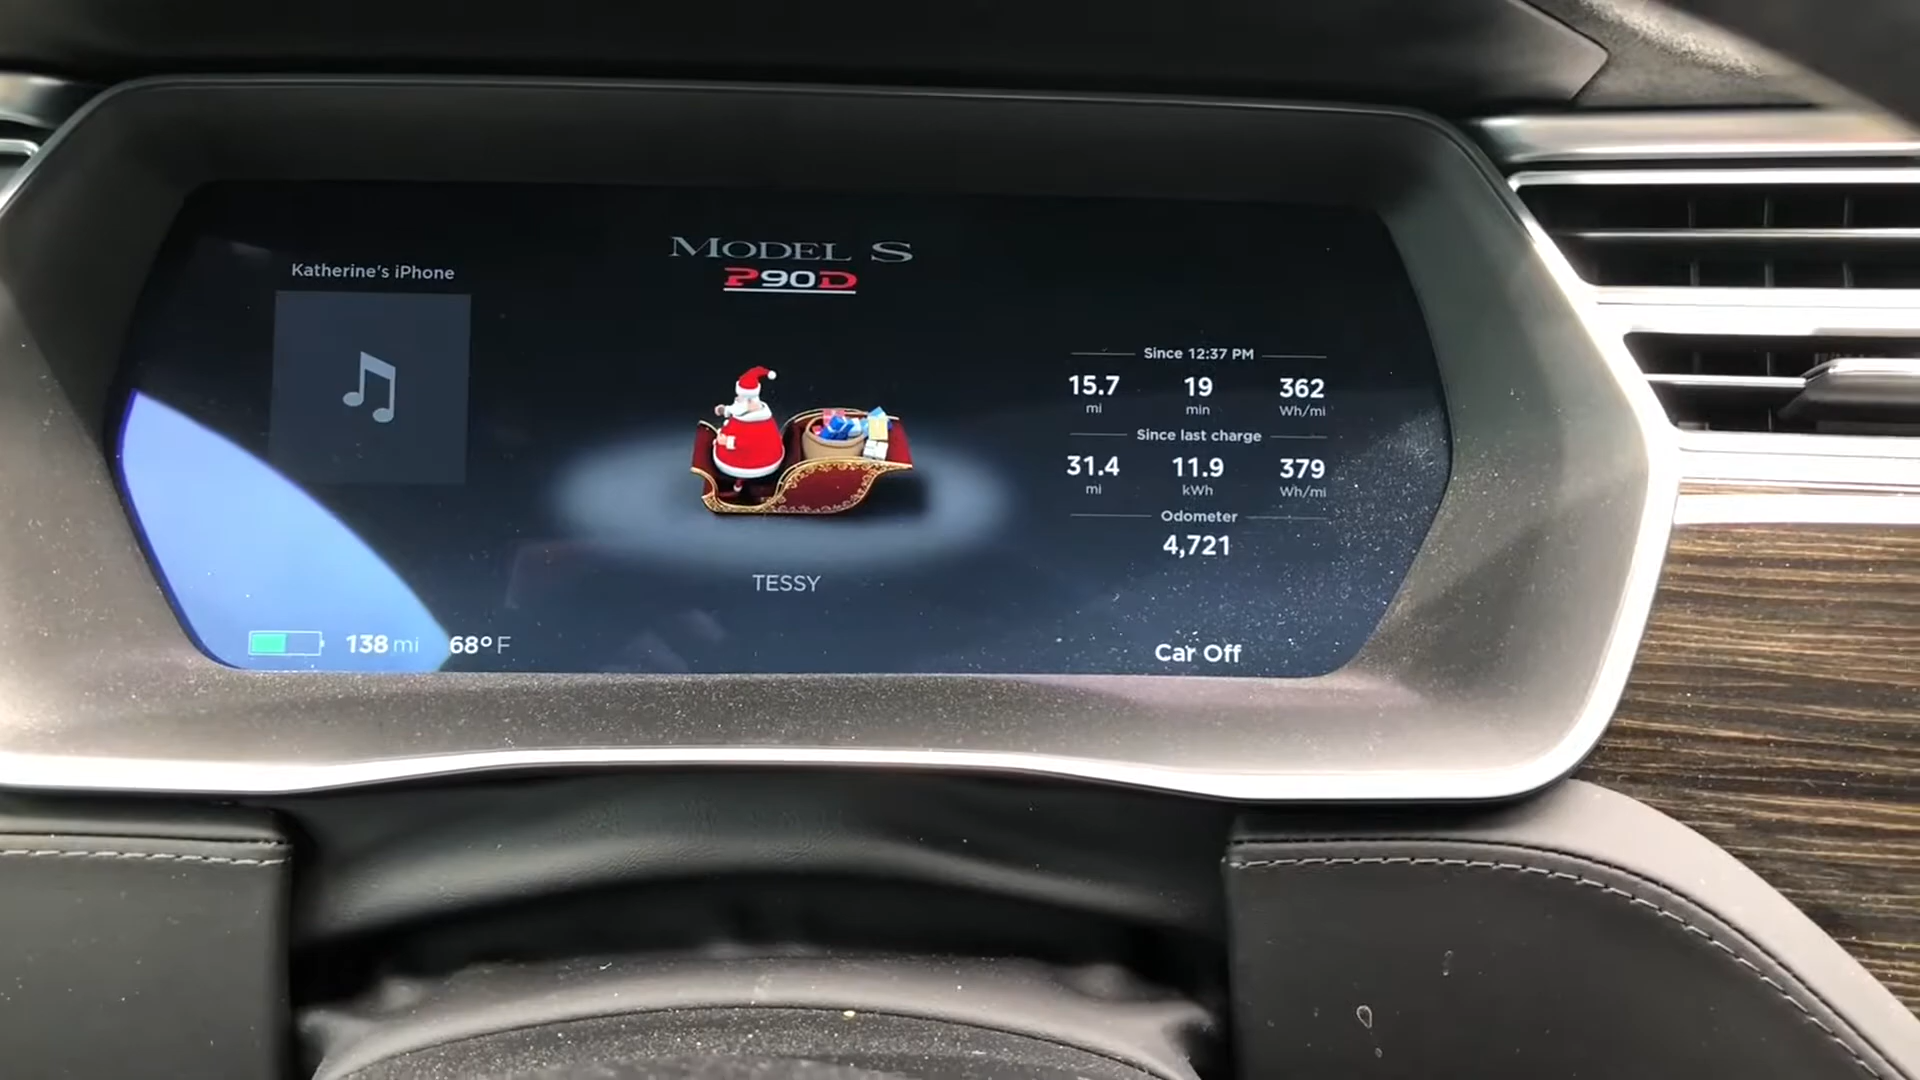 MODEL S
P90D
Katherine's iPhone
Since 12:37 PM
15.7 19 362
mi min Wh/mi
Since last charge
31.4 11.9 379
mi kWh Wh/mi
Odometer
4,721
TESSY
138 mi 68° F
Car Off